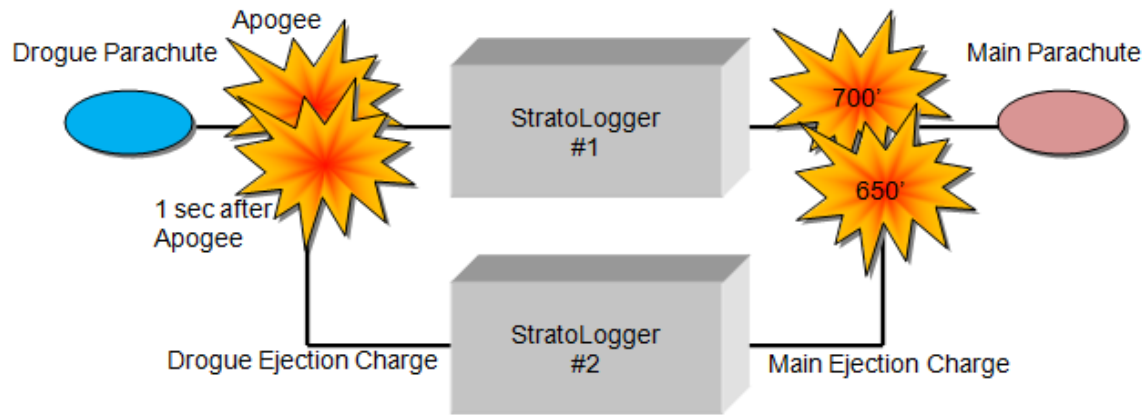 Apogee
Drogue Parachute
Main Parachute
700’
StratoLogger
#1
650’
1 sec after
Apogee
StratoLogger
#2
Drogue Ejection Charge
Main Ejection Charge